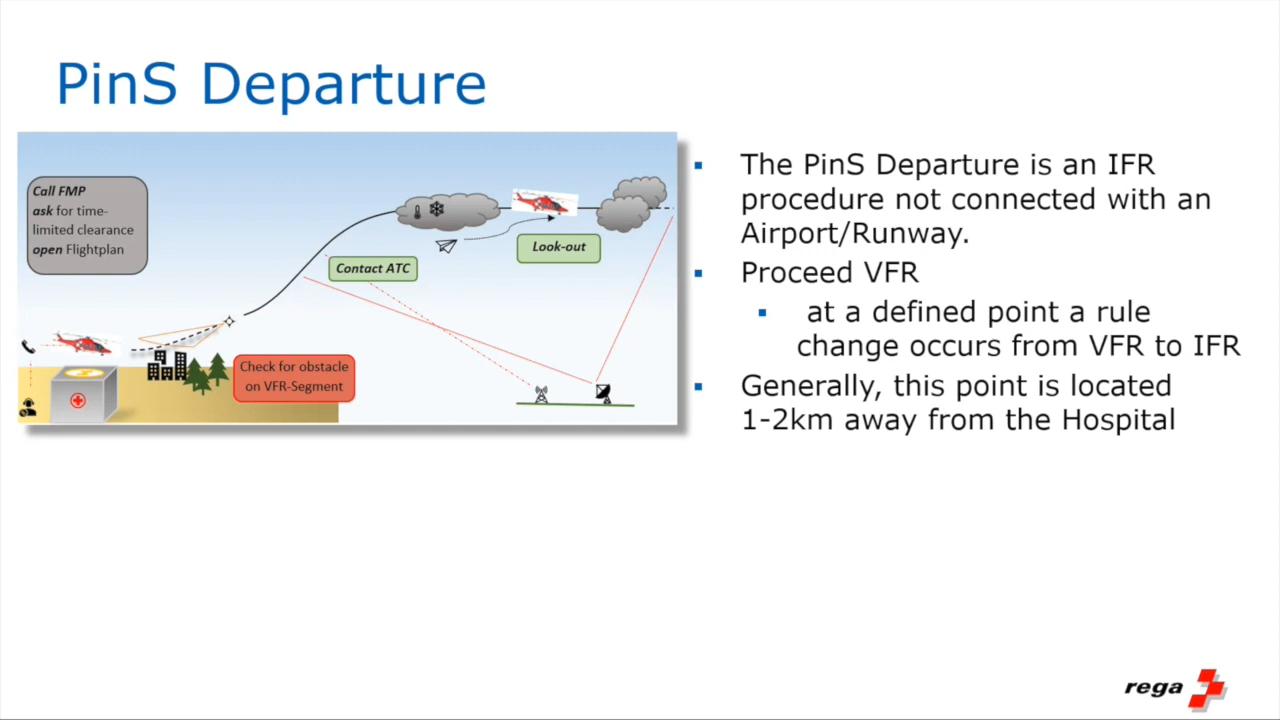 PinS Departure
Call FMP
ask for time-
limited clearance
open Flightplan
Contact ATC
Look-out
Check for obstacle
on VFR-Segment
The PinS Departure is an IFR
procedure not connected with an
Airport/Runway.
Proceed VFR
at a defined point a rule
change occurs from VFR to IFR
Generally, this point is located
1-2km away from the Hospital
rega